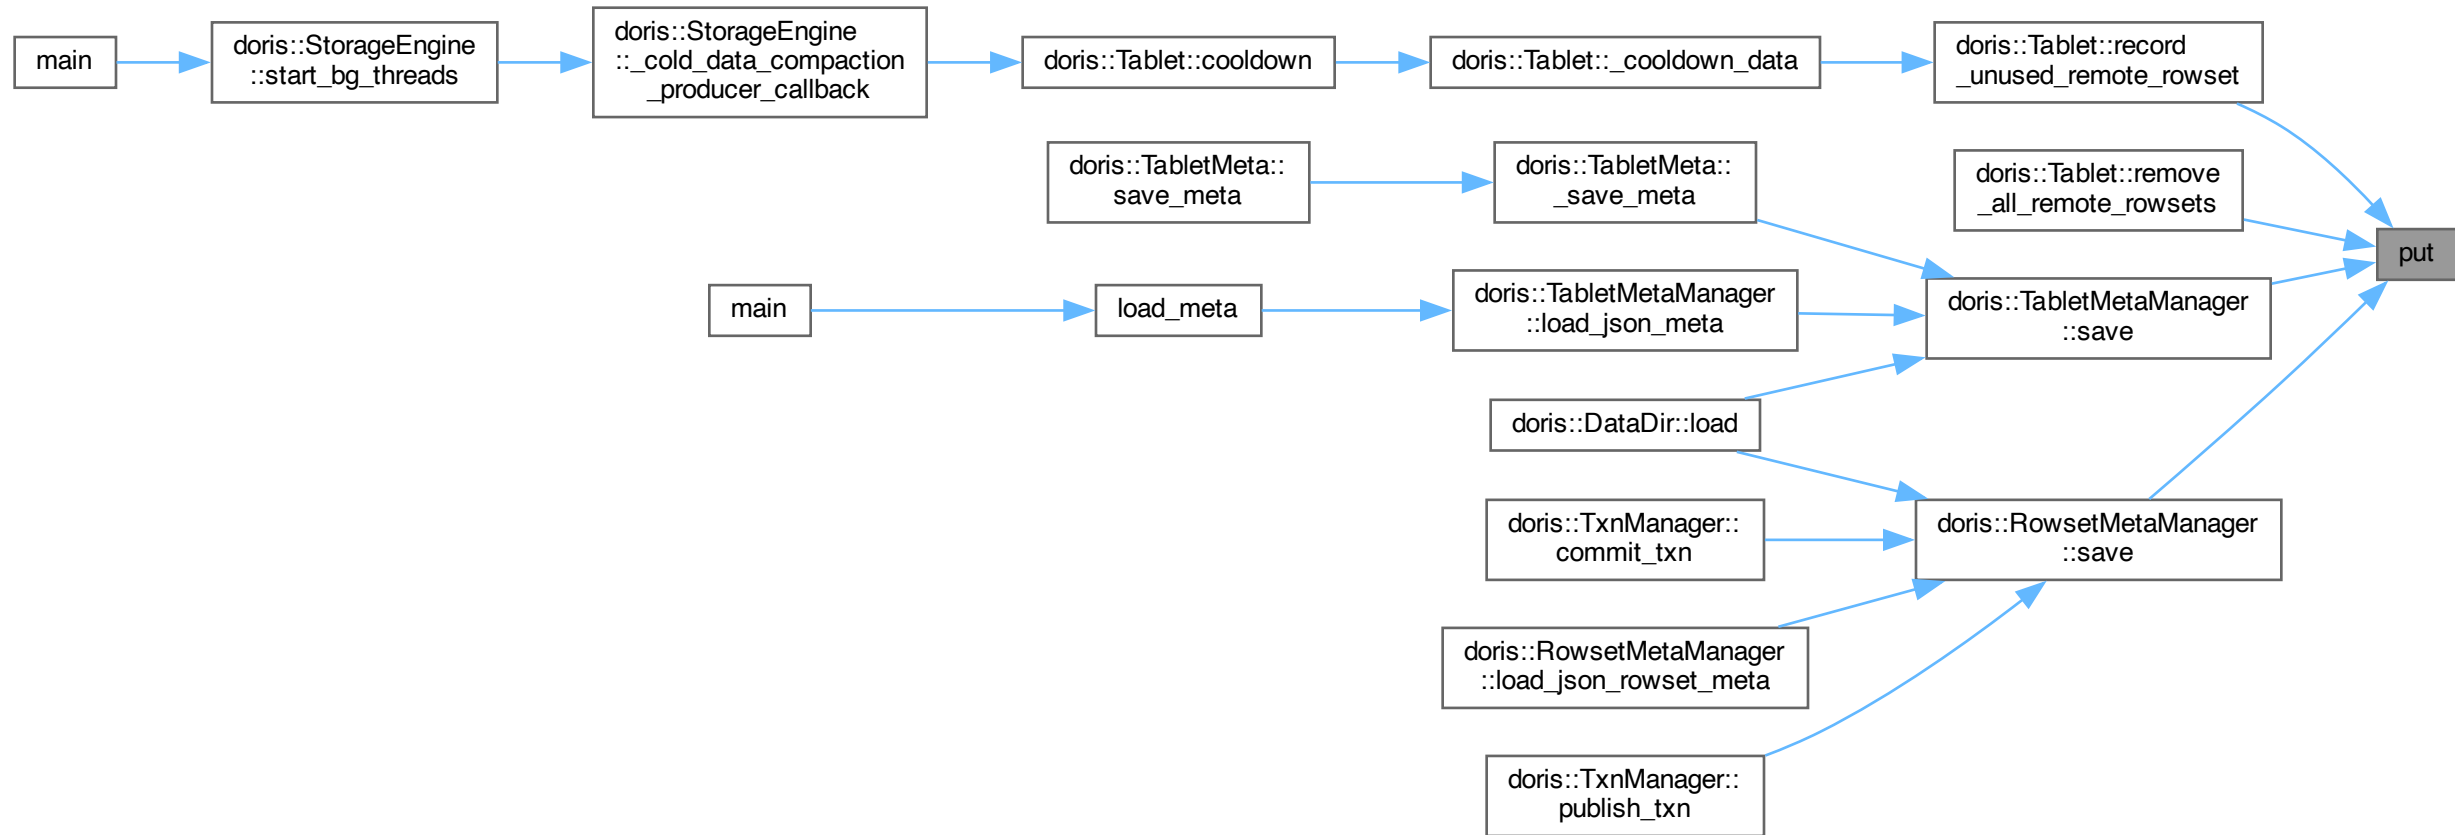 main
doris::StorageEngine
::start_bg_threads
doris::StorageEngine
::_cold_data_compaction
_producer_callback
doris::Tablet::cooldown
doris::Tablet::_cooldown_data
doris::Tablet::record
_unused_remote_rowset
doris::TabletMeta::
save_meta
doris::TabletMeta::
_save_meta
doris::Tablet::remove
_all_remote_rowsets
put
main
load_meta
doris::TabletMetaManager
::load_json_meta
doris::TabletMetaManager
::save
doris::DataDir::load
doris::TxnManager::
commit_txn
doris::RowsetMetaManager
::save
doris::RowsetMetaManager
::load_json_rowset_meta
doris::TxnManager::
publish_txn